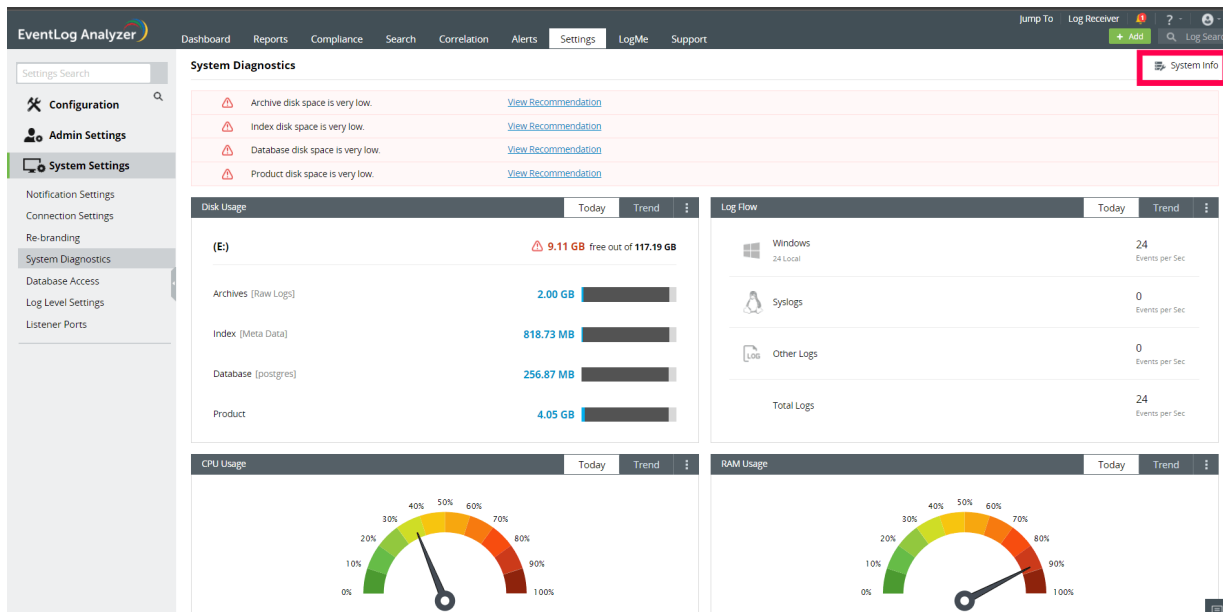 Jump To Log Receiver 1 ?
EventLog Analyzer
Dashboard Reports Compliance Search Correlation Alerts Settings LogMe Support
+ Add Log Sear
Settings Search
System Diagnostics
System Info
Configuration
Admin Settings
System Settings
Notification Settings
Connection Settings
Re-branding
System Diagnostics
Database Access
Log Level Settings
Listener Ports
Archive disk space is very low. View Recommendation
Index disk space is very low. View Recommendation
Database disk space is very low. View Recommendation
Product disk space is very low. View Recommendation
Disk Usage Today Trend
(E:) 9.11 GB free out of 117.19 GB
Archives [Raw Logs] 2.00 GB
Index [Meta Data] 818.73 MB
Database [postgres] 256.87 MB
Product 4.05 GB
Log Flow Today Trend
Windows 24
24 Local Events per Sec
Syslogs 0
Events per Sec
LOG Other Logs 0
Events per Sec
Total Logs 24
Events per Sec
CPU Usage Today Trend
0% 10% 20% 30% 40% 50% 60% 70% 80% 90% 100%
RAM Usage Today Trend
0% 10% 20% 30% 40% 50% 60% 70% 80% 90% 100%